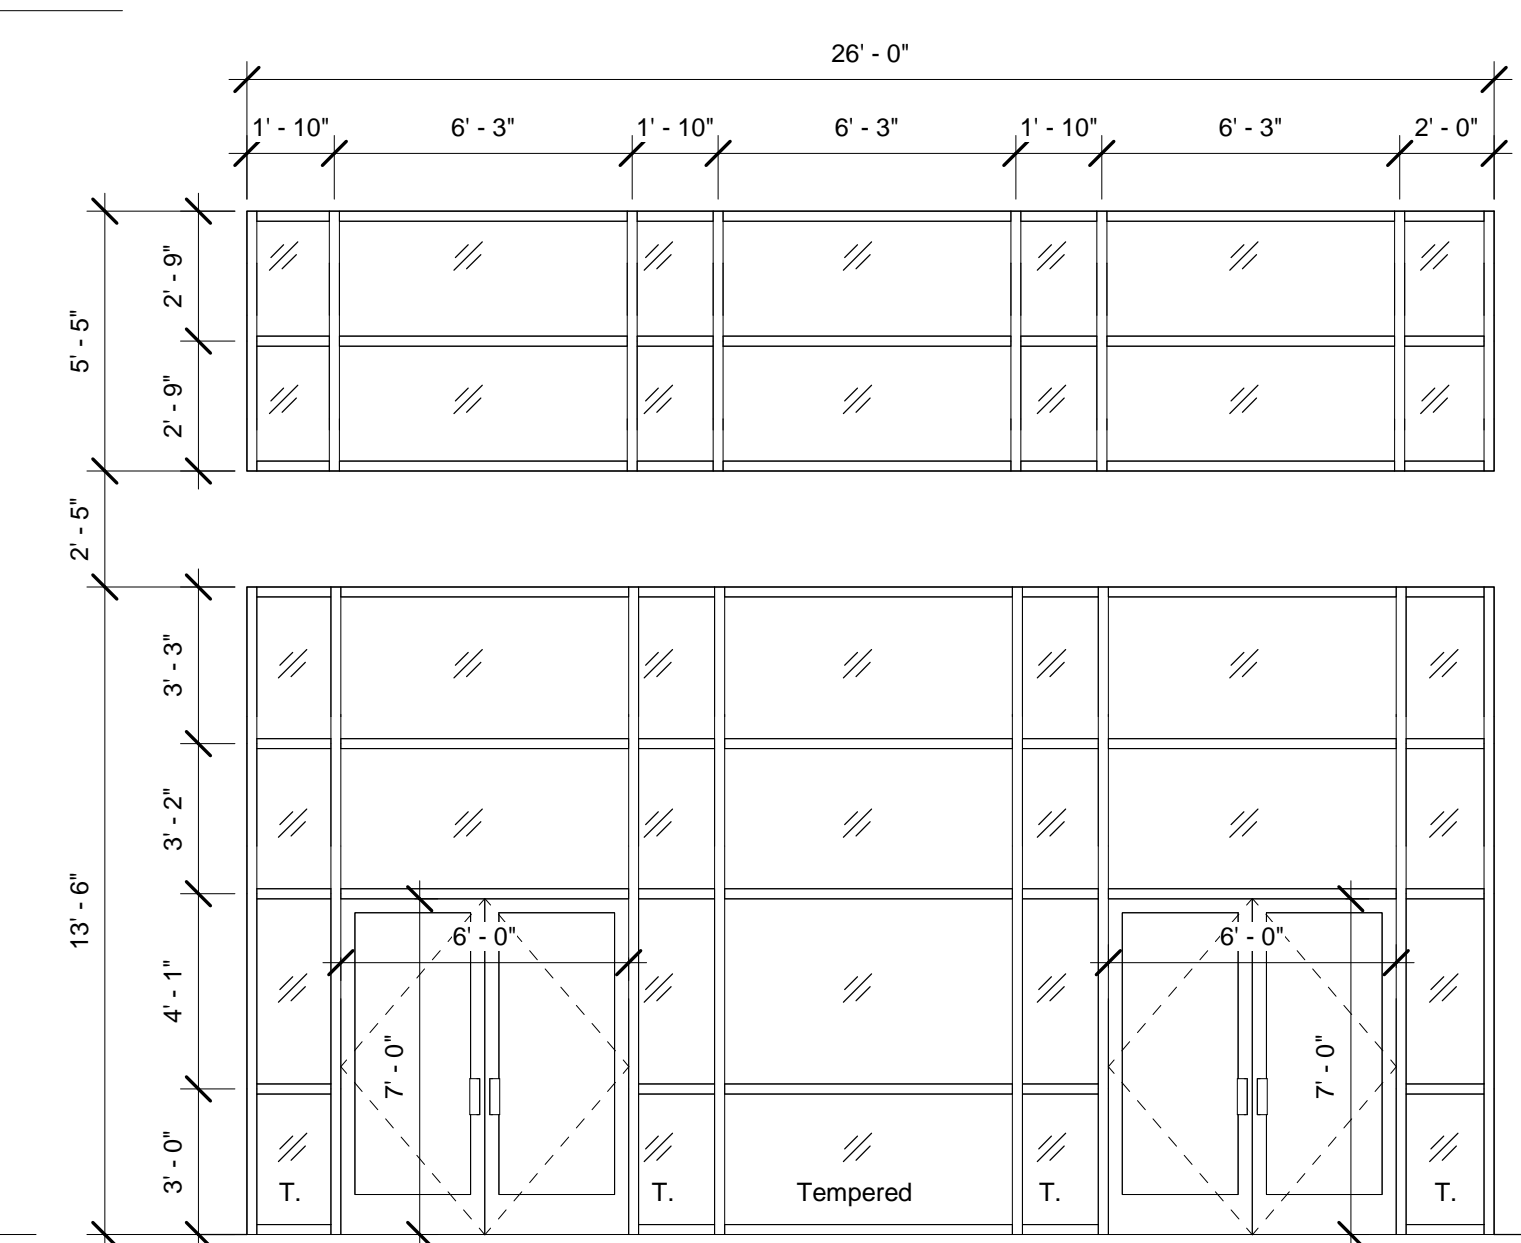 26' - 0"
1' - 10"
6' - 3"
1' - 10"
6' - 3"
1' - 10"
6' - 3"
2' - 0"
5' - 5"
2' - 9"
2' - 9"
2' - 5"
13' - 6"
3' - 3"
3' - 2"
4' - 1"
3' - 0"
6' - 0"
6' - 0"
7' - 0"
7' - 0"
T.
T.
Tempered
T.
T.